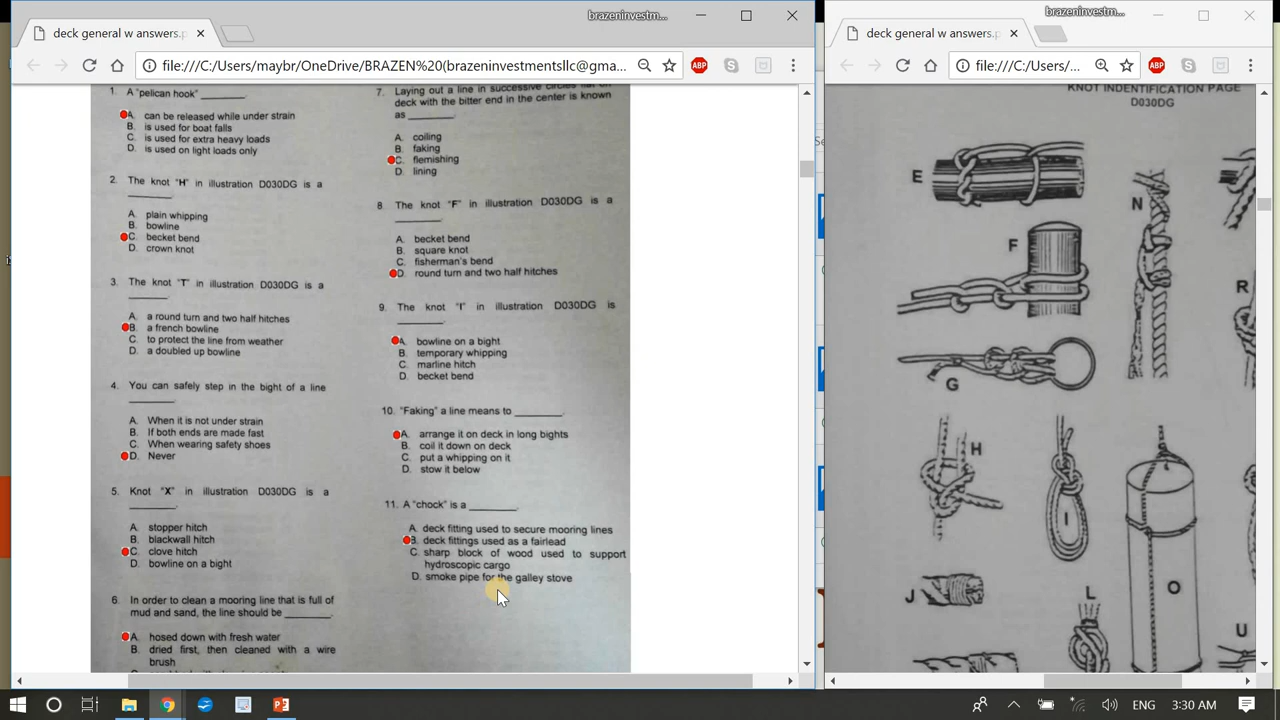 brazeninvestm...
deck general w answers.p
file:///C:/Users/maybr/OneDrive/BRAZEN%20(brazeninvestmentsllc@gma...
ABP
1. A "pelican hook" ________.
A. can be released while under strain
B. is used for boat falls
C. is used for extra heavy loads
D. is used on light loads only
2. The knot "H" in illustration D030DG is a
________.
A. plain whipping
B. bowline
C. becket bend
D. crown knot
3. The knot "T" in illustration D030DG is a
________.
A. a round turn and two half hitches
B. a french bowline
C. to protect the line from weather
D. a doubled up bowline
4. You can safely step in the bight of a line
________.
A. When it is not under strain
B. If both ends are made fast
C. When wearing safety shoes
D. Never
5. Knot "X" in illustration D030DG is a
________.
A. stopper hitch
B. blackwall hitch
C. clove hitch
D. bowline on a bight
6. In order to clean a mooring line that is full of
mud and sand, the line should be ________.
A. hosed down with fresh water
B. dried first, then cleaned with a wire
brush
7. Laying out a line in successive circles flat on
deck with the bitter end in the center is known
as ________.
A. coiling
B. faking
C. flemishing
D. lining
8. The knot "F" in illustration D030DG is a
________.
A. becket bend
B. square knot
C. fisherman's bend
D. round turn and two half hitches
9. The knot "I" in illustration D030DG is
________.
A. bowline on a bight
B. temporary whipping
C. marline hitch
D. becket bend
10. "Faking" a line means to ________.
A. arrange it on deck in long bights
B. coil it down on deck
C. put a whipping on it
D. stow it below
11. A "chock" is a ________.
A. deck fitting used to secure mooring lines
B. deck fittings used as a fairlead
C. sharp block of wood used to support
hydroscopic cargo
D. smoke pipe for the galley stove
brazeninvestm...
deck general w answers.p
file:///C:/Users/...
ABP
KNOT INDENTIFICATION PAGE
D030DG
E
N
F
R
G
H
I
J
L
O
U
ENG
3:30 AM